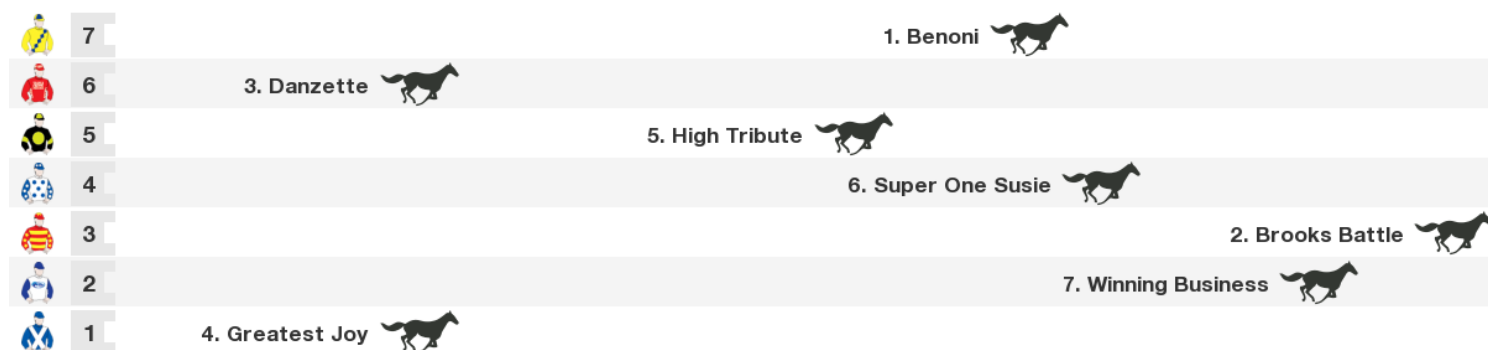 7 1. Benoni
6 3. Danzette
5 5. High Tribute
4 6. Super One Susie
3 2. Brooks Battle
2 7. Winning Business
1 4. Greatest Joy